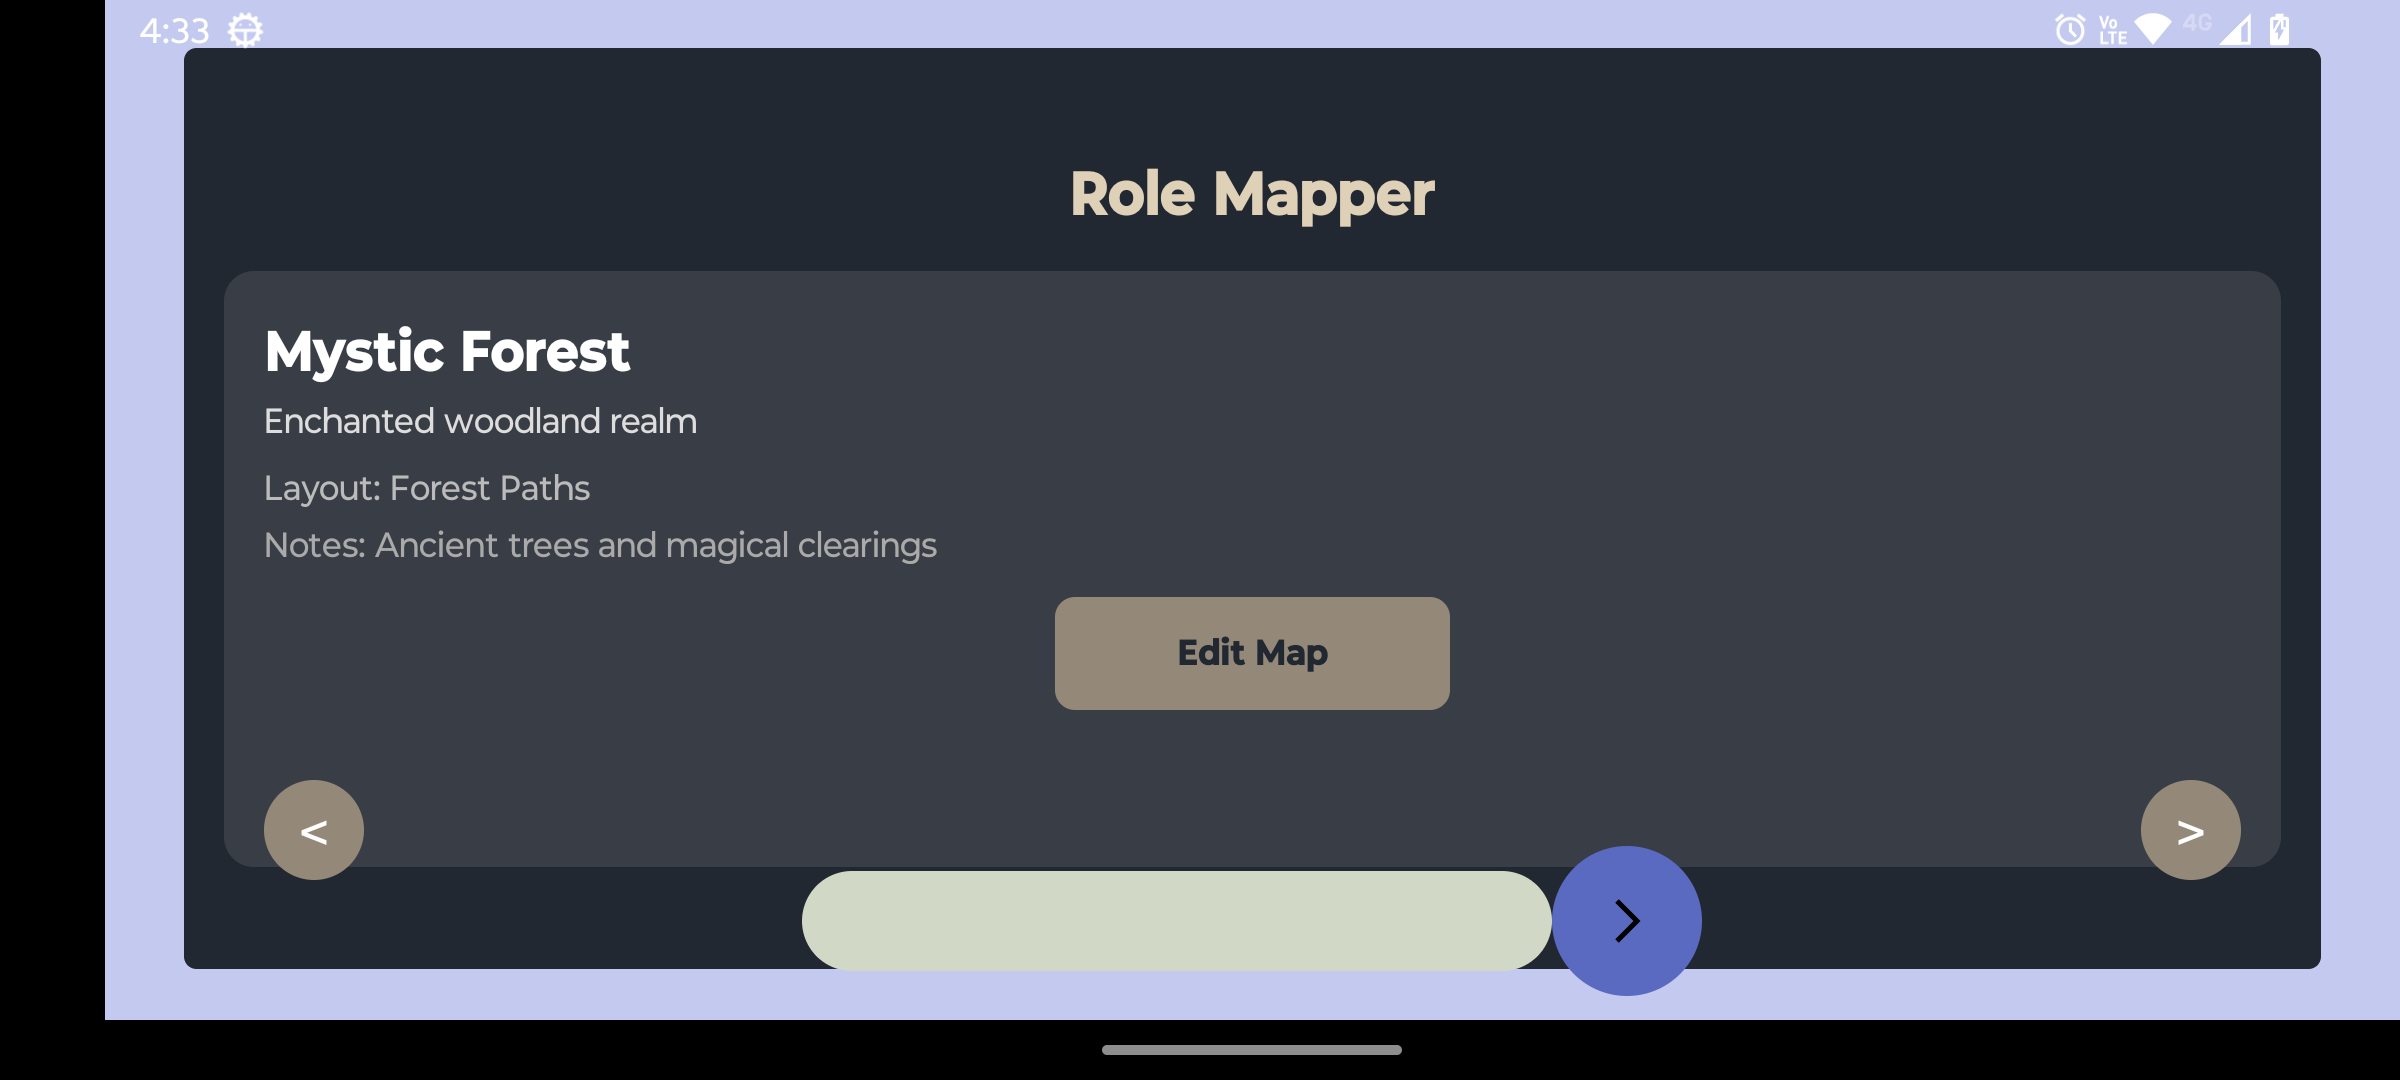 4:33
Vo LTE 4G
Role Mapper
Mystic Forest
Enchanted woodland realm
Layout: Forest Paths
Notes: Ancient trees and magical clearings
Edit Map
< >